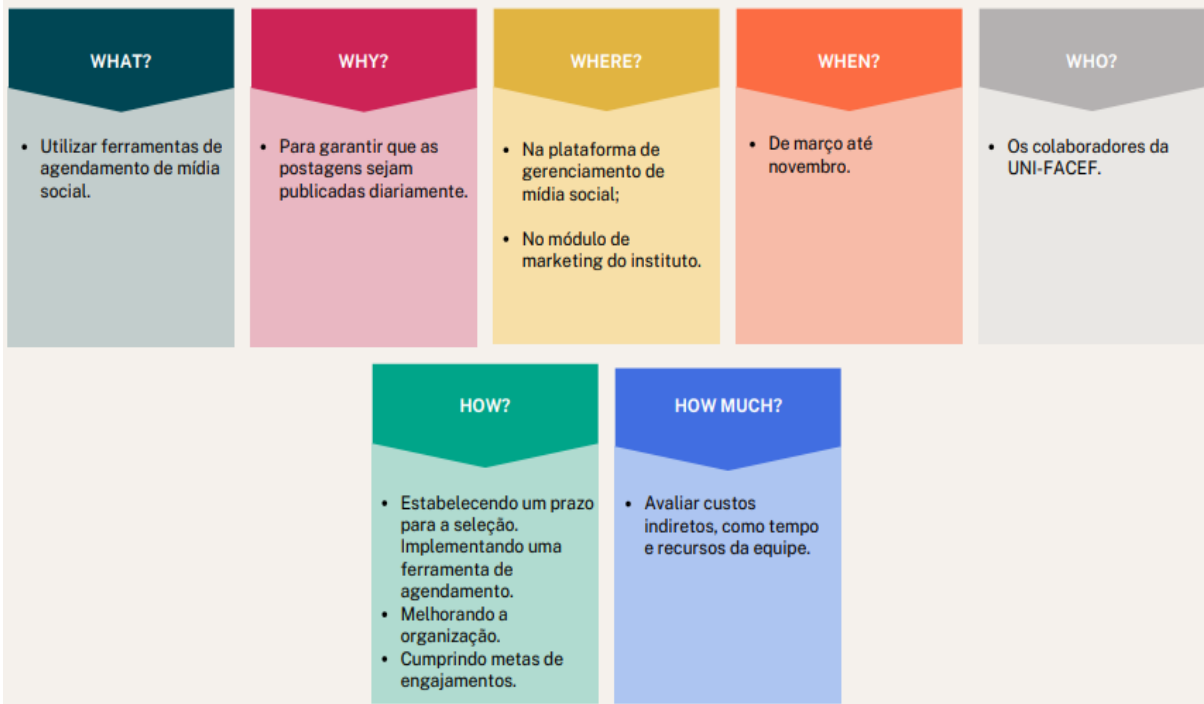 WHAT?
• Utilizar ferramentas de
agendamento de mídia
social.
WHY?
• Para garantir que as
postagens sejam
publicadas diariamente.
WHERE?
• Na plataforma de
gerenciamento de
mídia social;
• No módulo de
marketing do instituto.
WHEN?
• De março até
novembro.
WHO?
• Os colaboradores da
UNI-FACEF.
HOW?
• Estabelecendo um prazo
para a seleção.
Implementando uma
ferramenta de
agendamento.
• Melhorando a
organização.
• Cumprindo metas de
engajamentos.
HOW MUCH?
• Avaliar custos
indiretos, como tempo
e recursos da equipe.